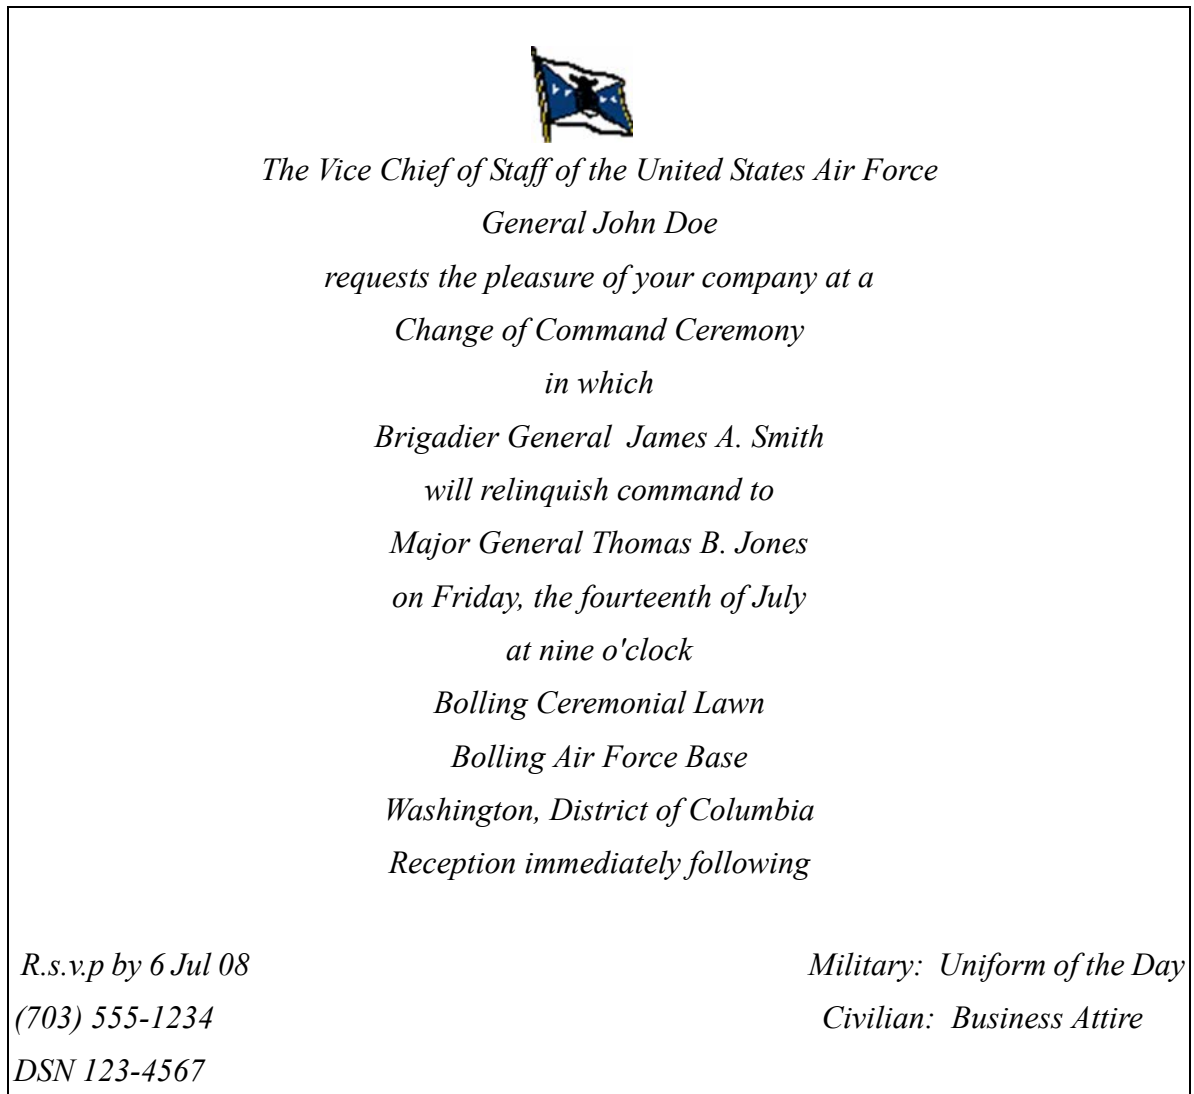 The Vice Chief of Staff of the United States Air Force
General John Doe
requests the pleasure of your company at a
Change of Command Ceremony
in which
Brigadier General  James A. Smith
will relinquish command to
Major General Thomas B. Jones
on Friday, the fourteenth of July
at nine o'clock
Bolling Ceremonial Lawn
Bolling Air Force Base
Washington, District of Columbia
Reception immediately following
R.s.v.p by 6 Jul 08
Military:  Uniform of the Day
(703) 555-1234
Civilian:  Business Attire
DSN 123-4567